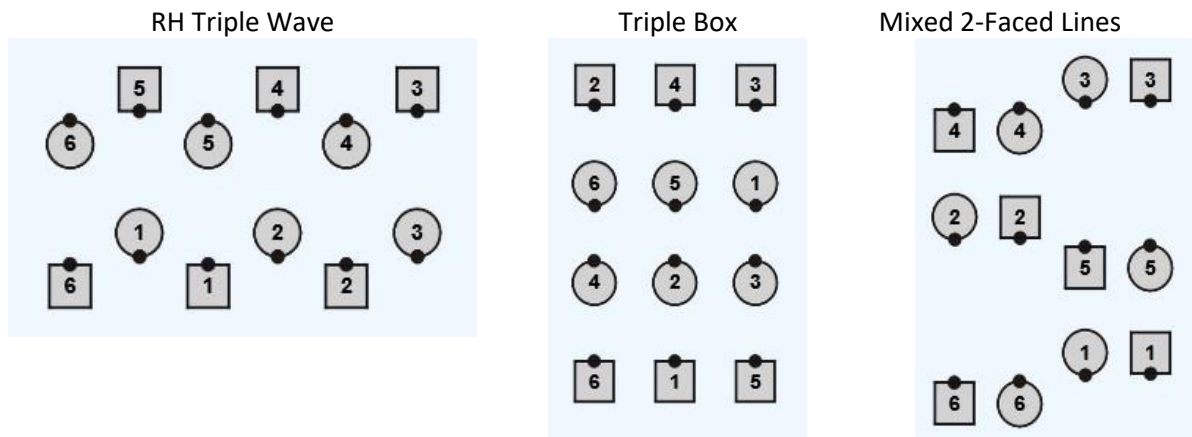 RH Triple Wave
Triple Box
Mixed 2-Faced Lines
5 4 3
6 5 4
1 2 3
6 1 2
2 4 3
6 5 1
4 2 3
6 1 5
3 3
4 4
2 2
5 5
1 1
6 6